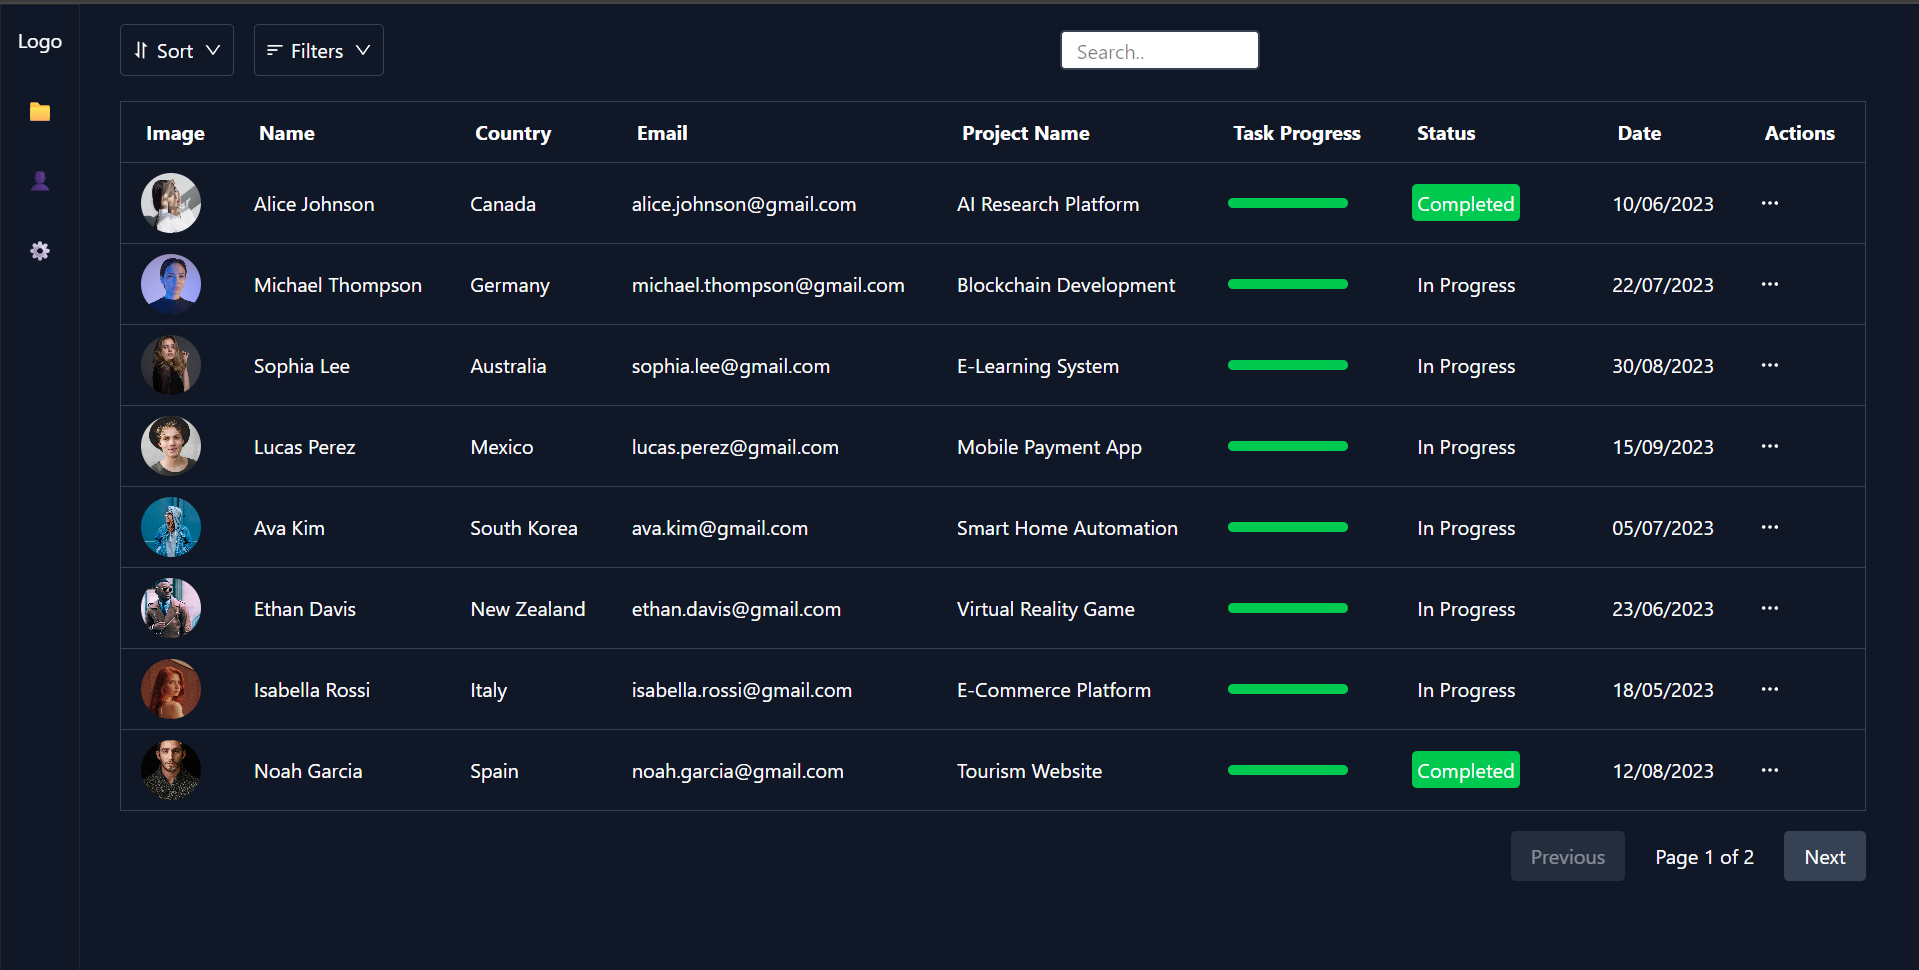 Logo
Sort Filters Search..
Image Name Country Email Project Name Task Progress Status Date Actions
Alice Johnson Canada alice.johnson@gmail.com AI Research Platform Completed 10/06/2023 ...
Michael Thompson Germany michael.thompson@gmail.com Blockchain Development In Progress 22/07/2023 ...
Sophia Lee Australia sophia.lee@gmail.com E-Learning System In Progress 30/08/2023 ...
Lucas Perez Mexico lucas.perez@gmail.com Mobile Payment App In Progress 15/09/2023 ...
Ava Kim South Korea ava.kim@gmail.com Smart Home Automation In Progress 05/07/2023 ...
Ethan Davis New Zealand ethan.davis@gmail.com Virtual Reality Game In Progress 23/06/2023 ...
Isabella Rossi Italy isabella.rossi@gmail.com E-Commerce Platform In Progress 18/05/2023 ...
Noah Garcia Spain noah.garcia@gmail.com Tourism Website Completed 12/08/2023 ...
Previous Page 1 of 2 Next